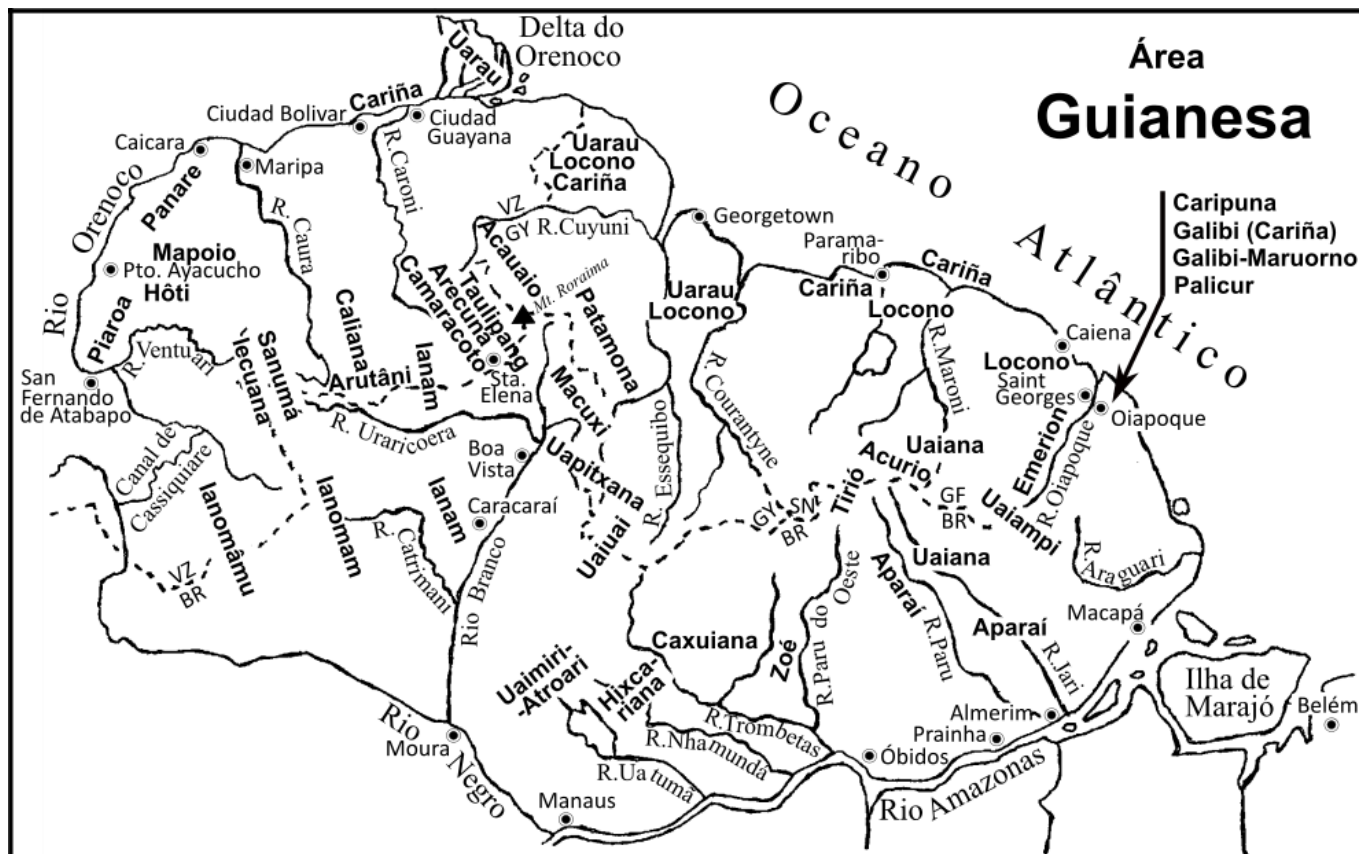 Área
Guianesa
Delta do
Orenoco
Uarau
Oceano Atlântico
Caripuna
Galibi (Cariña)
Galibi-Maruorno
Palicur
Cariña
Ciudad Bolivar
Ciudad
Guayana
Caicara
Maripa
Rio Orenoco
Panare
R. Caura
R.Caroni
Uarau
Locono
Cariña
VZ
GY
R.Cuyuni
Georgetown
Parama-
ribo
Cariña
Cariña
Mapoio
Pto. Ayacucho
Hôti
Piaroa
R. Ventuari
San
Fernando
de Atabapo
Iecuana
Sanumá
Caliana
Arutâni
Ianam
Camaracoto
Arecuna
Taulipang
Acauaio
Mt. Roraima
Patamona
Macuxi
Sta.
Elena
Uarau
Locono
Locono
R.Maroni
Caiena
Locono
Saint
Georges
Oiapoque
R. Courantyne
R. Essequibo
R. Uraricoera
Boa
Vista
Uapitxana
Canal de
Cassiquiare
Ianomâmu
Ianomam
Ianam
Caracaraí
R. Catrimani
Rio Branco
Uaiuai
VZ
BR
GY
SN
BR
Tirió
Acurio
Uaiana
GF
BR
Emerion
R.Oiapoque
Uaiampi
Uaiana
R.Araguari
Aparaí
R.Paru
Aparaí
R.Jari
Macapá
R.Paru do Oeste
Zoé
Caxuiana
Uaimiri-
-Atroari
Hixca-
riana
R.Trombetas
R.Nhamundá
R.Uatumã
Rio Negro
Moura
Manaus
Óbidos
Prainha
Almerim
Rio Amazonas
Ilha de
Marajó
Belém